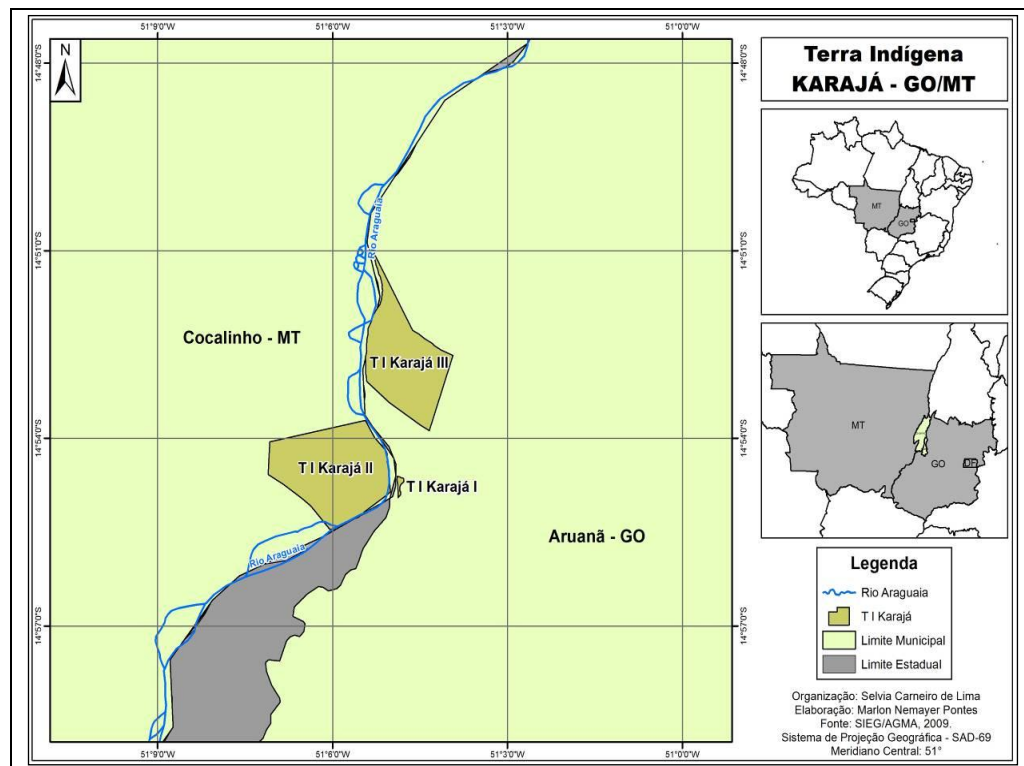 51°9'0"W
51°6'0"W
51°3'0"W
51°0'0"W
N
14°48'0"S
14°48'0"S
Rio Araguaia
14°51'0"S
14°51'0"S
Cocalinho - MT
T I Karajá III
14°54'0"S
14°54'0"S
T I Karajá II
T I Karajá I
Aruanã - GO
Rio Araguaia
14°57'0"S
14°57'0"S
51°9'0"W
51°6'0"W
51°3'0"W
51°0'0"W
Terra Indígena
KARAJÁ - GO/MT
MT
GO
MT
GO
DF
Legenda
Rio Araguaia
T I Karajá
Limite Municipal
Limite Estadual
Organização: Selvia Carneiro de Lima
Elaboração: Marlon Nemayer Pontes
Fonte: SIEG/AGMA, 2009.
Sistema de Projeção Geográfica - SAD-69
Meridiano Central: 51°